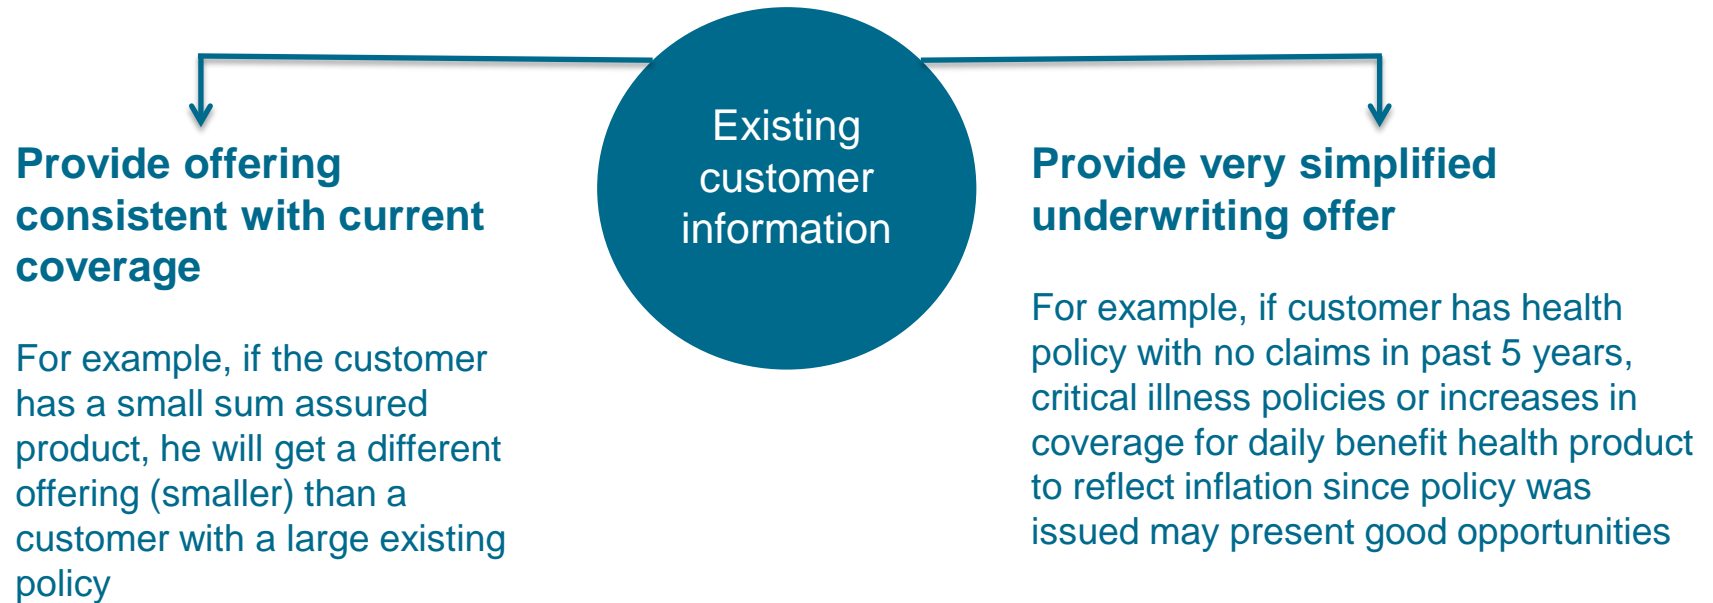 Existing
customer
information
Provide offering
consistent with current
coverage
For example, if the customer
has a small sum assured
product, he will get a different
offering (smaller) than a
customer with a large existing
policy
Provide very simplified
underwriting offer
For example, if customer has health
policy with no claims in past 5 years,
critical illness policies or increases in
coverage for daily benefit health product
to reflect inflation since policy was
issued may present good opportunities